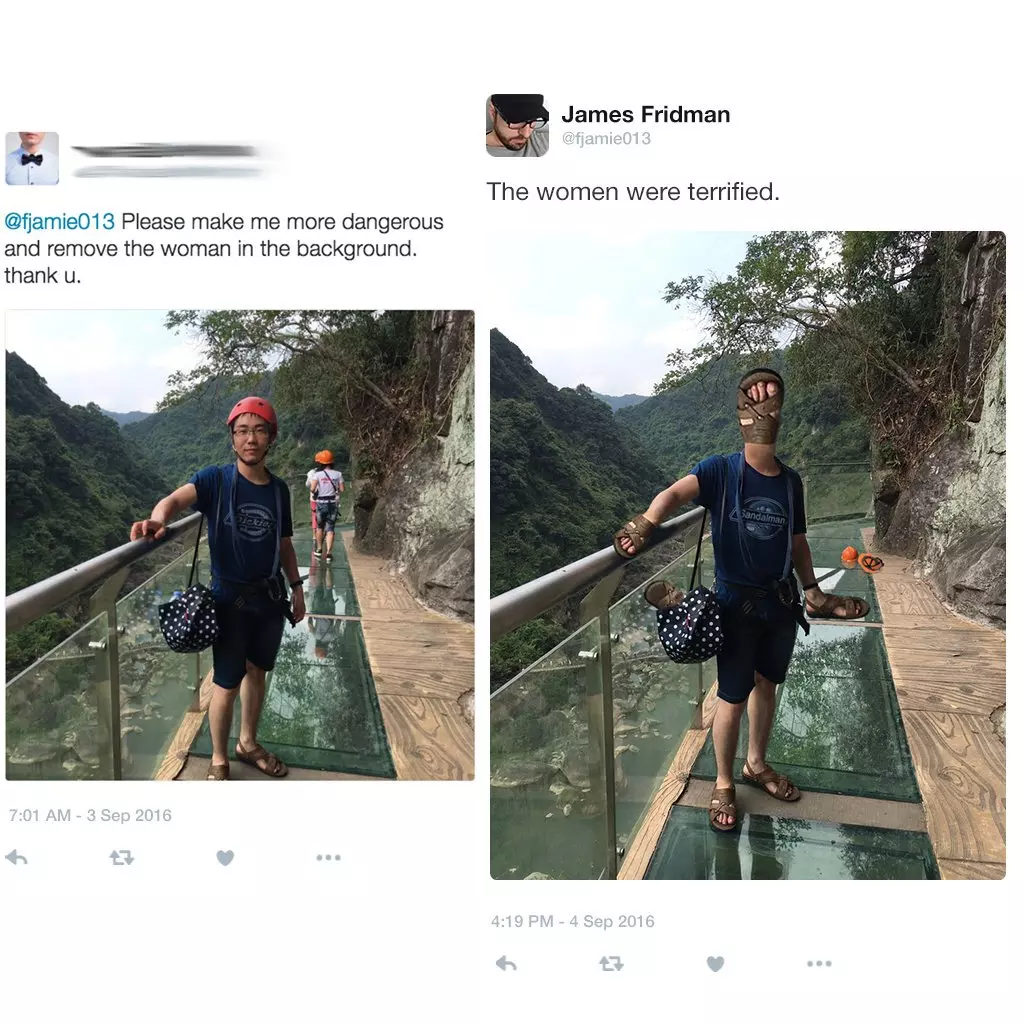 @fjamie013 Please make me more dangerous
and remove the woman in the background.
thank u.
Dickies
7:01 AM - 3 Sep 2016
James Fridman
@fjamie013
The women were terrified.
Sandalman
4:19 PM - 4 Sep 2016